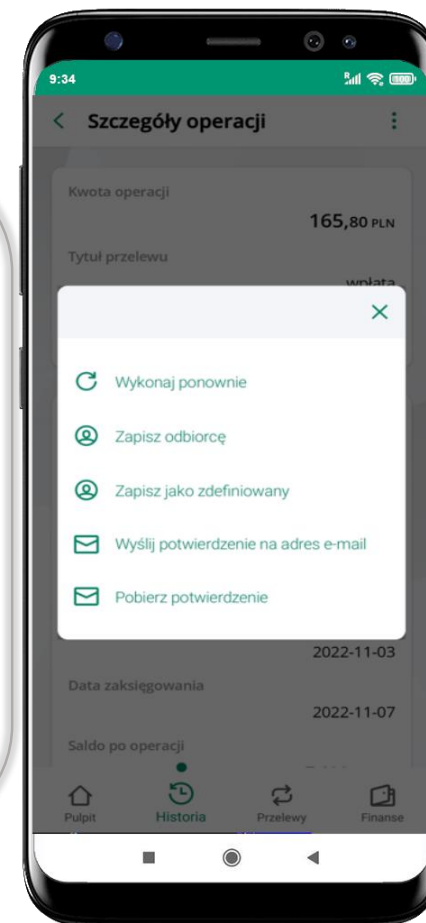 9:34
100
Szczegóły operacji
Kwota operacji
165,80 PLN
Tytuł przelewu
wpłata
Wykonaj ponownie
Zapisz odbiorcę
Zapisz jako zdefiniowany
Wyślij potwierdzenie na adres e-mail
Pobierz potwierdzenie
2022-11-03
Data zaksięgowania
2022-11-07
Saldo po operacji
Pulpit Historia Przelewy Finanse